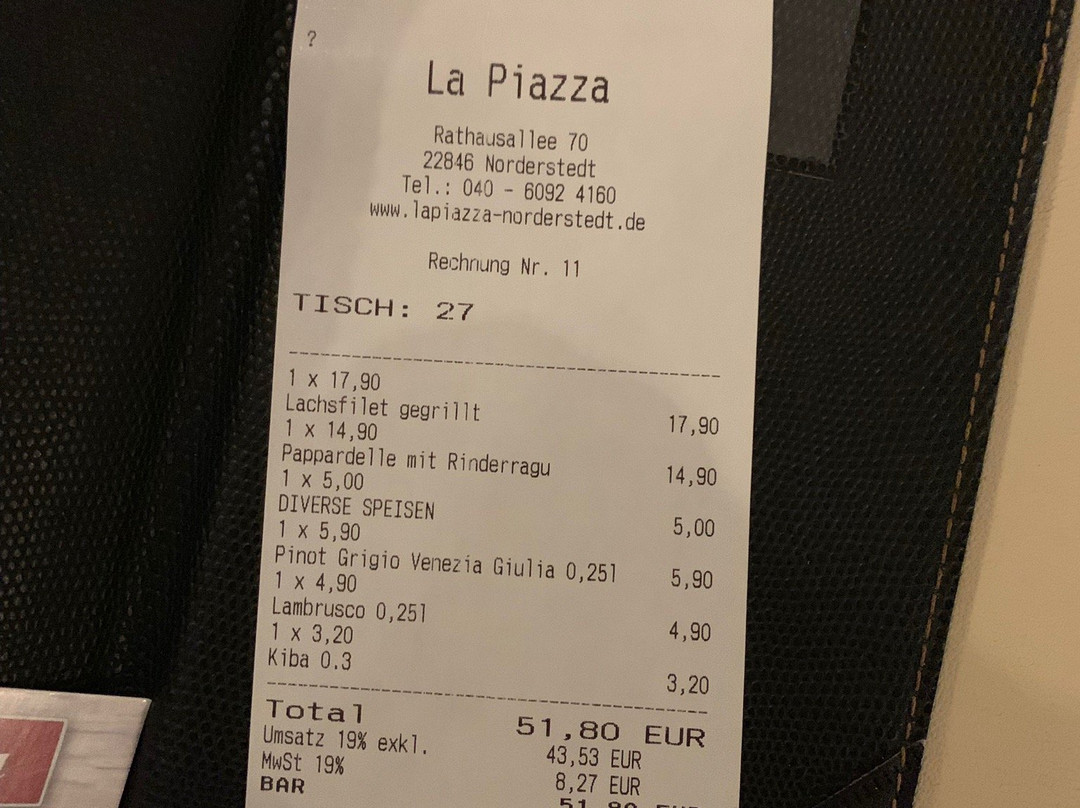 ?
La Piazza
Rathausallee 70
22846 Norderstedt
Tel.: 040 - 6092 4160
www.lapiazza-norderstedt.de
Rechnung Nr. 11
TISCH: 27
1 x 17,90
Lachsfilet gegrillt 17,90
1 x 14,90
Pappardelle mit Rinderragu 14,90
1 x 5,00
DIVERSE SPEISEN 5,00
1 x 5,90
Pinot Grigio Venezia Giulia 0,25l 5,90
1 x 4,90
Lambrusco 0,25l 4,90
1 x 3,20
Kiba 0.3 3,20
Total 51,80 EUR
Umsatz 19% exkl. 43,53 EUR
MwSt 19% 8,27 EUR
BAR 51,80 EUR